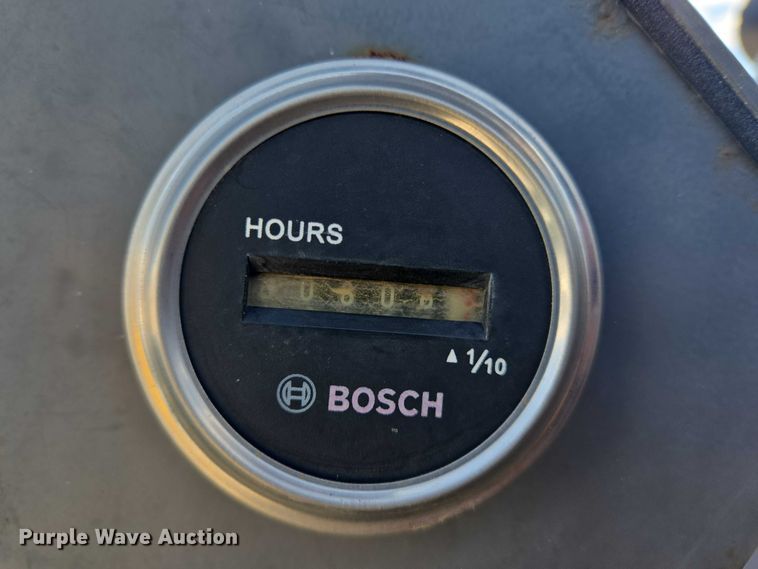 HOURS
▲ 1/10
BOSCH
Purple Wave Auction